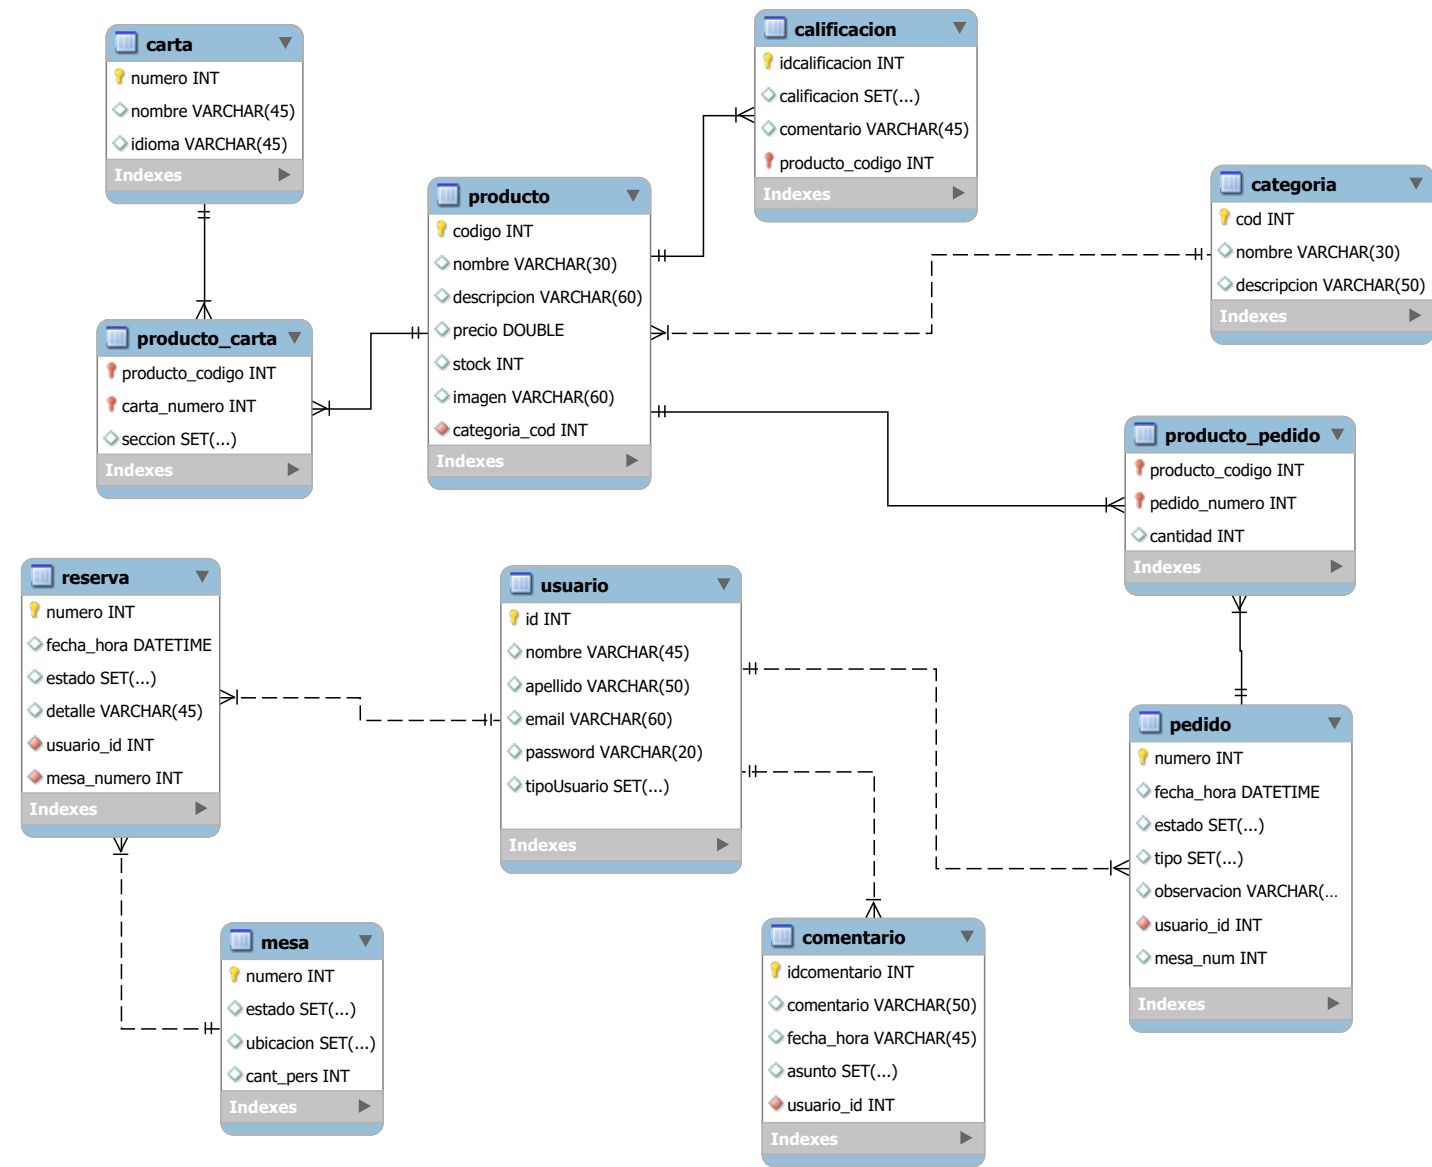 carta
numero INT
nombre VARCHAR(45)
idioma VARCHAR(45)
Indexes
calificacion
idcalificacion INT
calificacion SET(...)
comentario VARCHAR(45)
producto_codigo INT
Indexes
producto
codigo INT
nombre VARCHAR(30)
descripcion VARCHAR(60)
precio DOUBLE
stock INT
imagen VARCHAR(60)
categoria_cod INT
Indexes
categoria
cod INT
nombre VARCHAR(30)
descripcion VARCHAR(50)
Indexes
producto_carta
producto_codigo INT
carta_numero INT
seccion SET(...)
Indexes
producto_pedido
producto_codigo INT
pedido_numero INT
cantidad INT
Indexes
reserva
numero INT
fecha_hora DATETIME
estado SET(...)
detalle VARCHAR(45)
usuario_id INT
mesa_numero INT
Indexes
usuario
id INT
nombre VARCHAR(45)
apellido VARCHAR(50)
email VARCHAR(60)
password VARCHAR(20)
tipoUsuario SET(...)
Indexes
pedido
numero INT
fecha_hora DATETIME
estado SET(...)
tipo SET(...)
observacion VARCHAR(...
usuario_id INT
mesa_num INT
Indexes
mesa
numero INT
estado SET(...)
ubicacion SET(...)
cant_pers INT
Indexes
comentario
idcomentario INT
comentario VARCHAR(50)
fecha_hora VARCHAR(45)
asunto SET(...)
usuario_id INT
Indexes